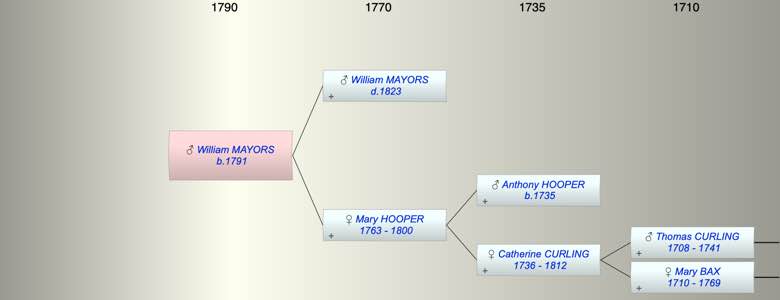 1790 1770 1735 1710
♂ William MAYORS
d.1823
+
♂ William MAYORS
b.1791
♂ Anthony HOOPER
b.1735
+
♀ Mary HOOPER
1763 - 1800
+
♂ Thomas CURLING
1708 - 1741
+
♀ Catherine CURLING
1736 - 1812
+
♀ Mary BAX
1710 - 1769
+